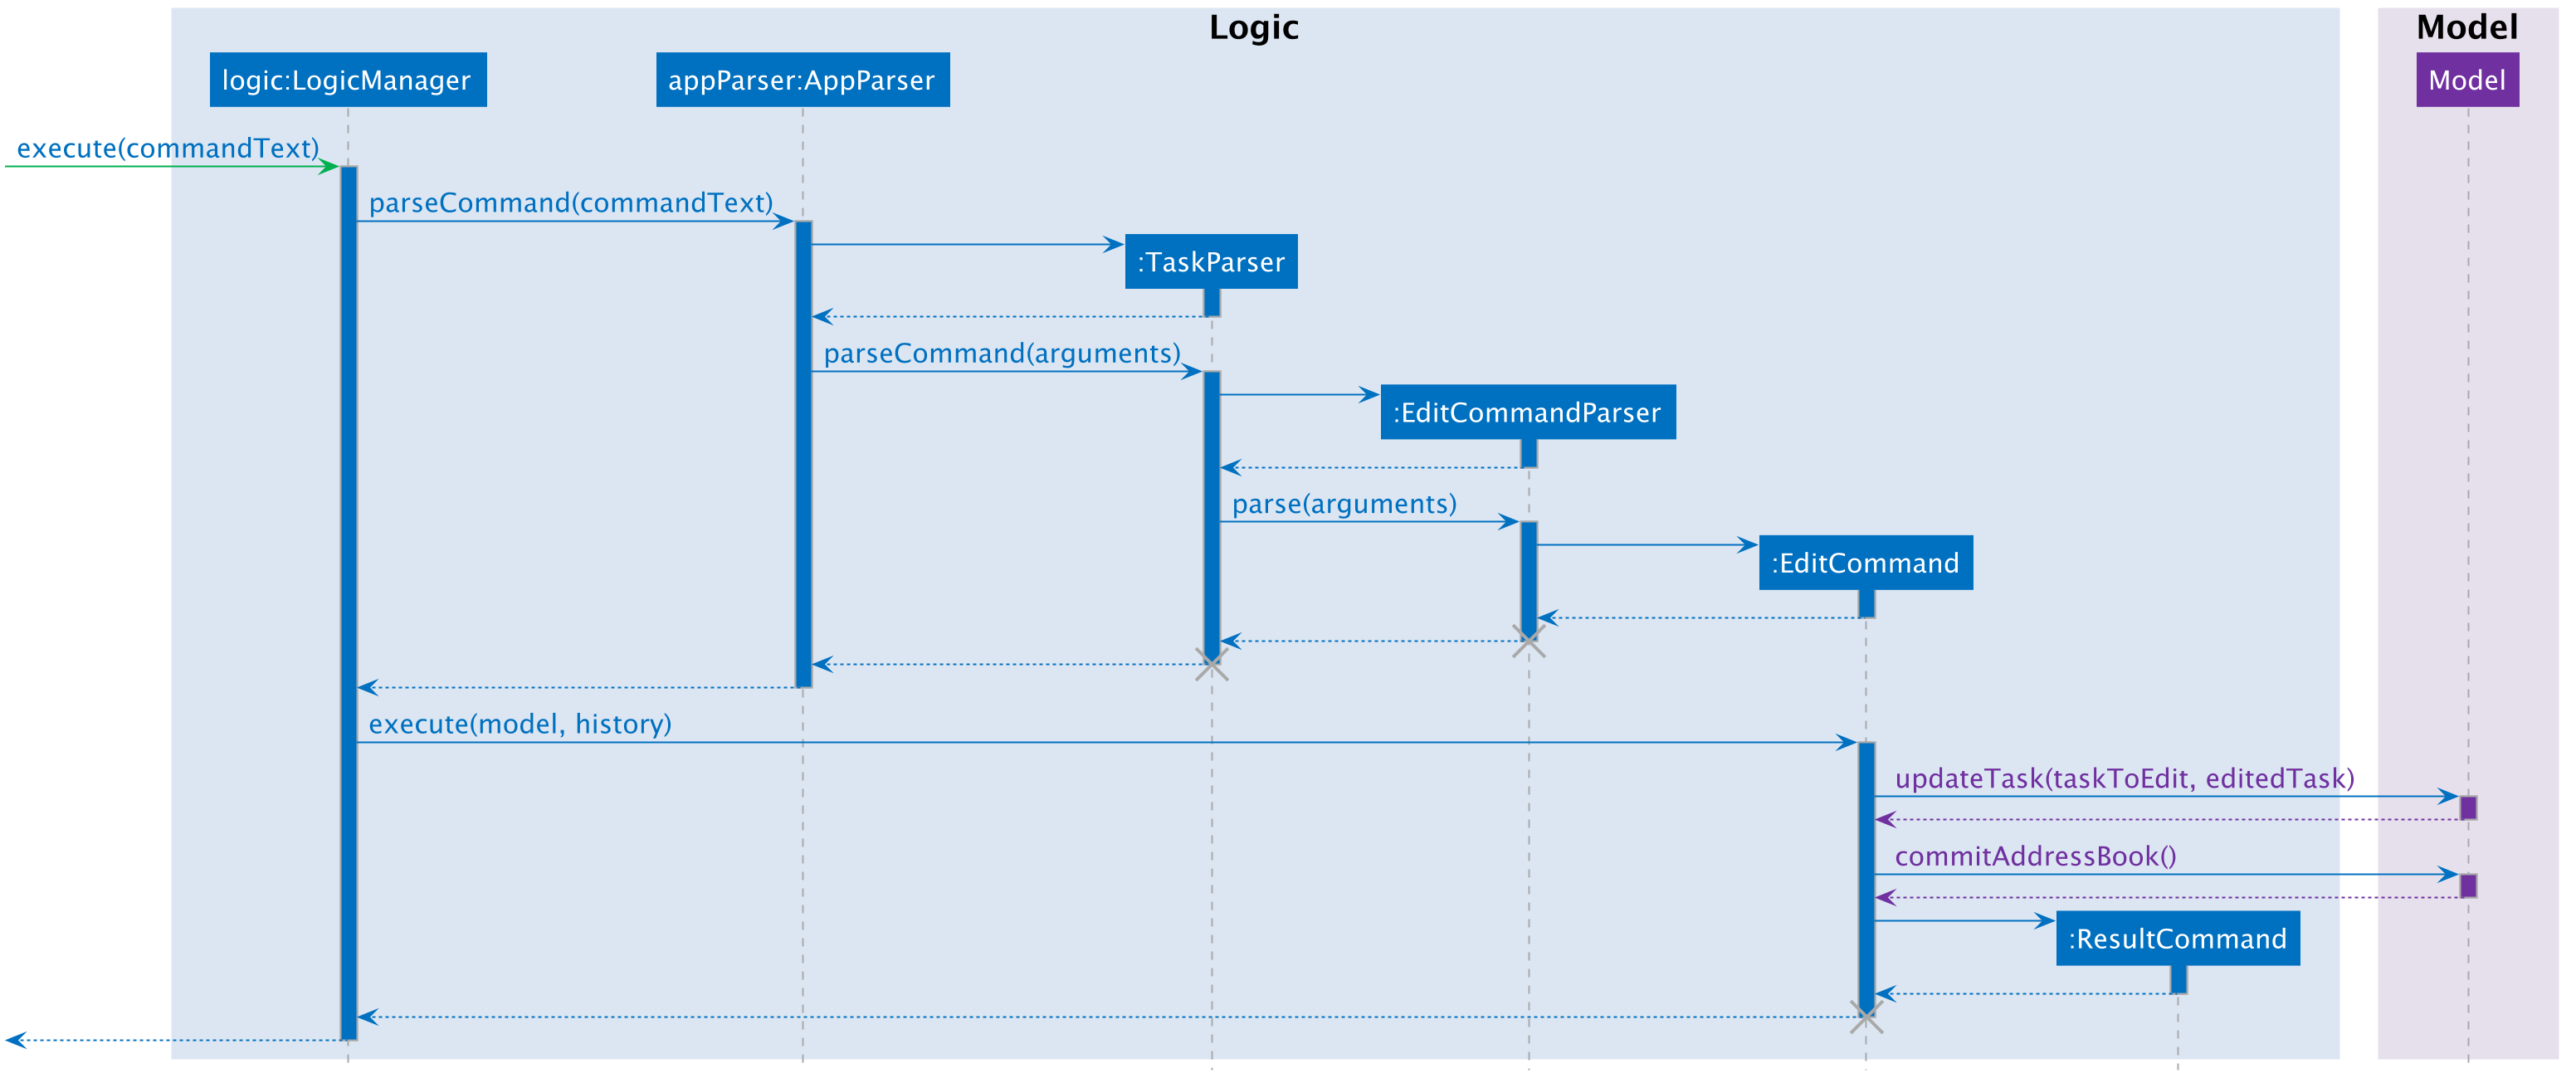 Logic
Model
logic:LogicManager
appParser:AppParser
Model
execute(commandText)
parseCommand(commandText)
:TaskParser
parseCommand(arguments)
:EditCommandParser
parse(arguments)
:EditCommand
execute(model, history)
updateTask(taskToEdit, editedTask)
commitAddressBook()
:ResultCommand